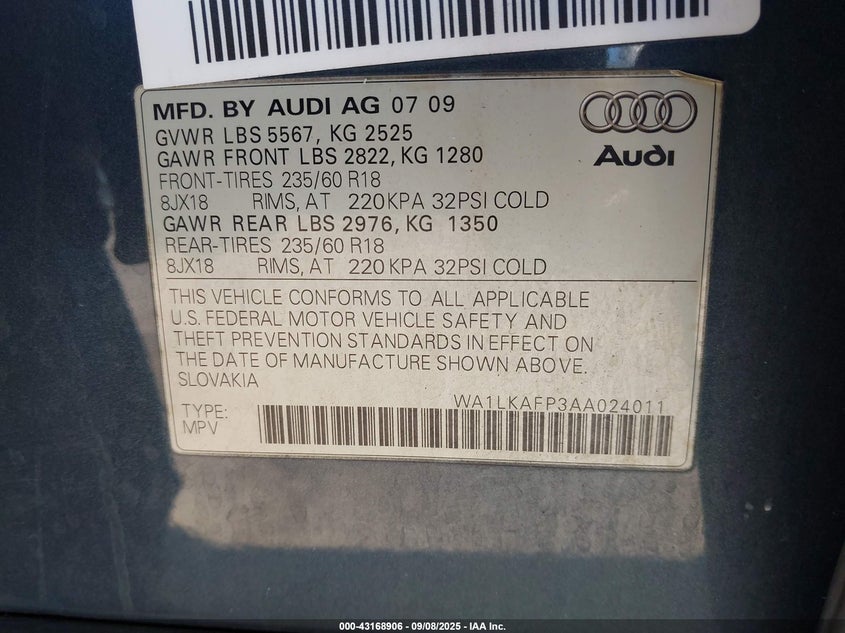 MFD. BY AUDI AG 07 09
GVWR LBS 5567, KG 2525
GAWR FRONT LBS 2822, KG 1280
FRONT-TIRES 235/60 R18
8JX18 RIMS, AT 220 KPA 32PSI COLD
GAWR REAR LBS 2976, KG 1350
REAR-TIRES 235/60 R18
8JX18 RIMS, AT 220 KPA 32PSI COLD
Audi
THIS VEHICLE CONFORMS TO ALL APPLICABLE
U.S. FEDERAL MOTOR VEHICLE SAFETY AND
THEFT PREVENTION STANDARDS IN EFFECT ON
THE DATE OF MANUFACTURE SHOWN ABOVE.
SLOVAKIA
WA1LKAFP3AA024011
TYPE:
MPV
000-43168906 - 09/08/2025 - IAA Inc.